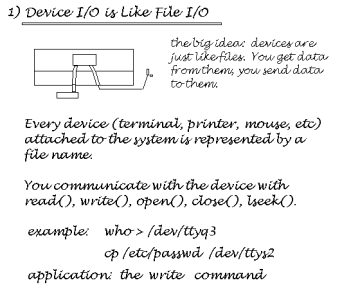 1) Device I/O is Like File I/O
the big idea: devices are
just like files. You get data
from them, you send data
to them.
Every device (terminal, printer, mouse, etc)
attached to the system is represented by a
file name.
You communicate with the device with
read(), write(), open(), close(), lseek().
example: who > /dev/ttyq3
cp /etc/passwd /dev/ttys2
application: the write command